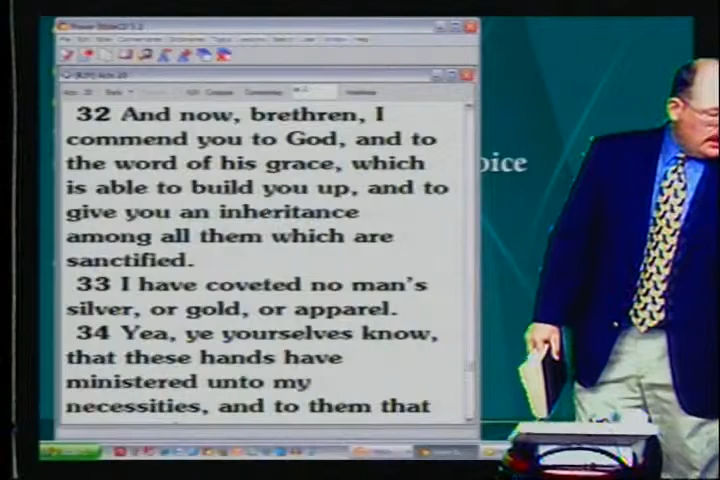 32 And now, brethren, I
commend you to God, and to
the word of his grace, which
is able to build you up, and to
give you an inheritance
among all them which are
sanctified.
33 I have coveted no man's
silver, or gold, or apparel.
34 Yea, ye yourselves know,
that these hands have
ministered unto my
necessities, and to them that
oice